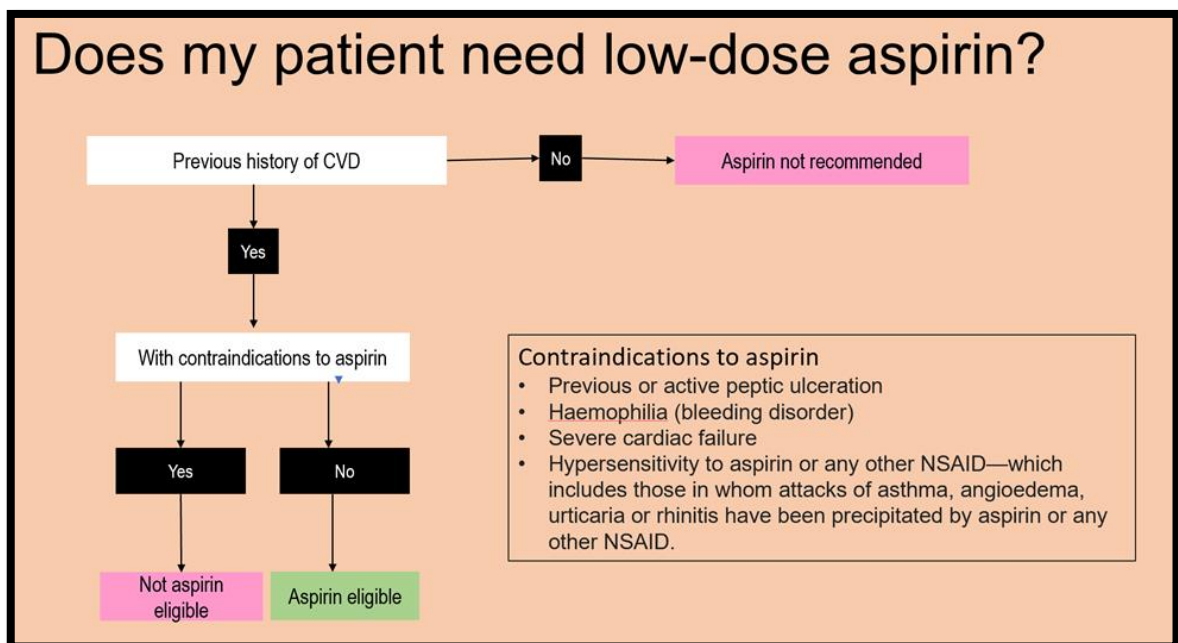 Does my patient need low-dose aspirin?
Previous history of CVD
No
Aspirin not recommended
Yes
With contraindications to aspirin
Yes
No
Not aspirin
eligible
Aspirin eligible
Contraindications to aspirin
• Previous or active peptic ulceration
• Haemophilia (bleeding disorder)
• Severe cardiac failure
• Hypersensitivity to aspirin or any other NSAID—which
includes those in whom attacks of asthma, angioedema,
urticaria or rhinitis have been precipitated by aspirin or any
other NSAID.